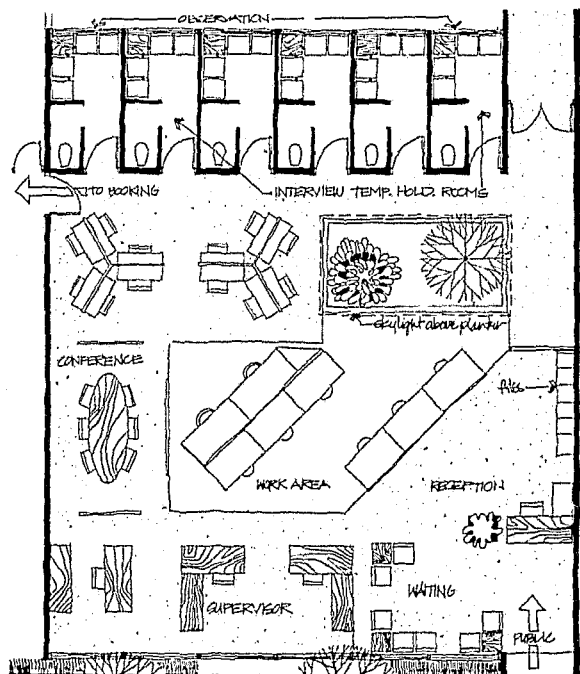 OBSERVATION
TO BOOKING
INTERVIEW TEMP. HOLD. ROOMS
skylight above planter
CONFERENCE
files
WORK AREA
RECEPTION
WAITING
SUPERVISOR
PUBLIC